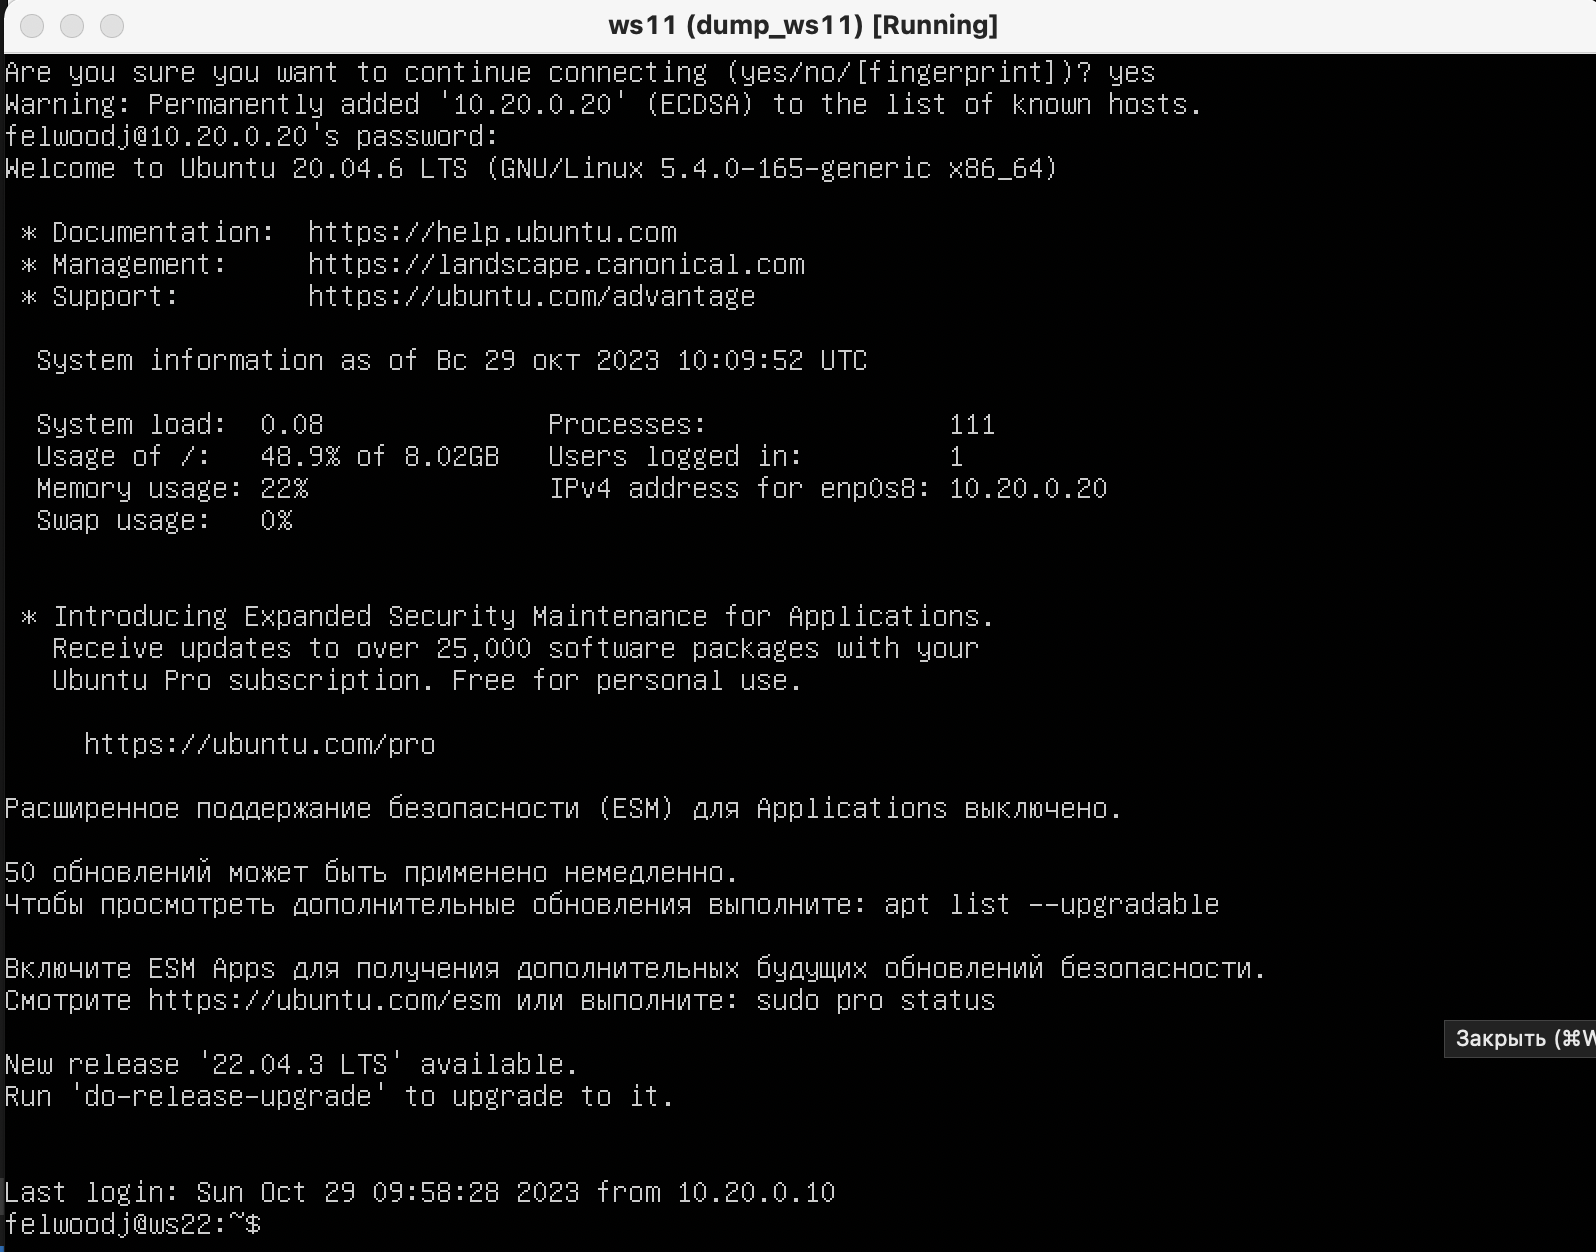 ws11 (dump_ws11) [Running]
Are you sure you want to continue connecting (yes/no/[fingerprint])? yes
Warning: Permanently added '10.20.0.20' (ECDSA) to the list of known hosts.
felwoodj@10.20.0.20's password:
Welcome to Ubuntu 20.04.6 LTS (GNU/Linux 5.4.0-165-generic x86_64)
* Documentation:  https://help.ubuntu.com
* Management:     https://landscape.canonical.com
* Support:        https://ubuntu.com/advantage
System information as of Вс 29 окт 2023 10:09:52 UTC
System load:  0.08              Processes:               111
Usage of /:   48.9% of 8.02GB   Users logged in:         1
Memory usage: 22%               IPv4 address for enp0s8: 10.20.0.20
Swap usage:   0%
* Introducing Expanded Security Maintenance for Applications.
Receive updates to over 25,000 software packages with your
Ubuntu Pro subscription. Free for personal use.
https://ubuntu.com/pro
Расширенное поддержание безопасности (ESM) для Applications выключено.
50 обновлений может быть применено немедленно.
Чтобы просмотреть дополнительные обновления выполните: apt list --upgradable
Включите ESM Apps для получения дополнительных будущих обновлений безопасности.
Смотрите https://ubuntu.com/esm или выполните: sudo pro status
Закрыть (⌘W
New release '22.04.3 LTS' available.
Run 'do-release-upgrade' to upgrade to it.
Last login: Sun Oct 29 09:58:28 2023 from 10.20.0.10
felwoodj@ws22:~$